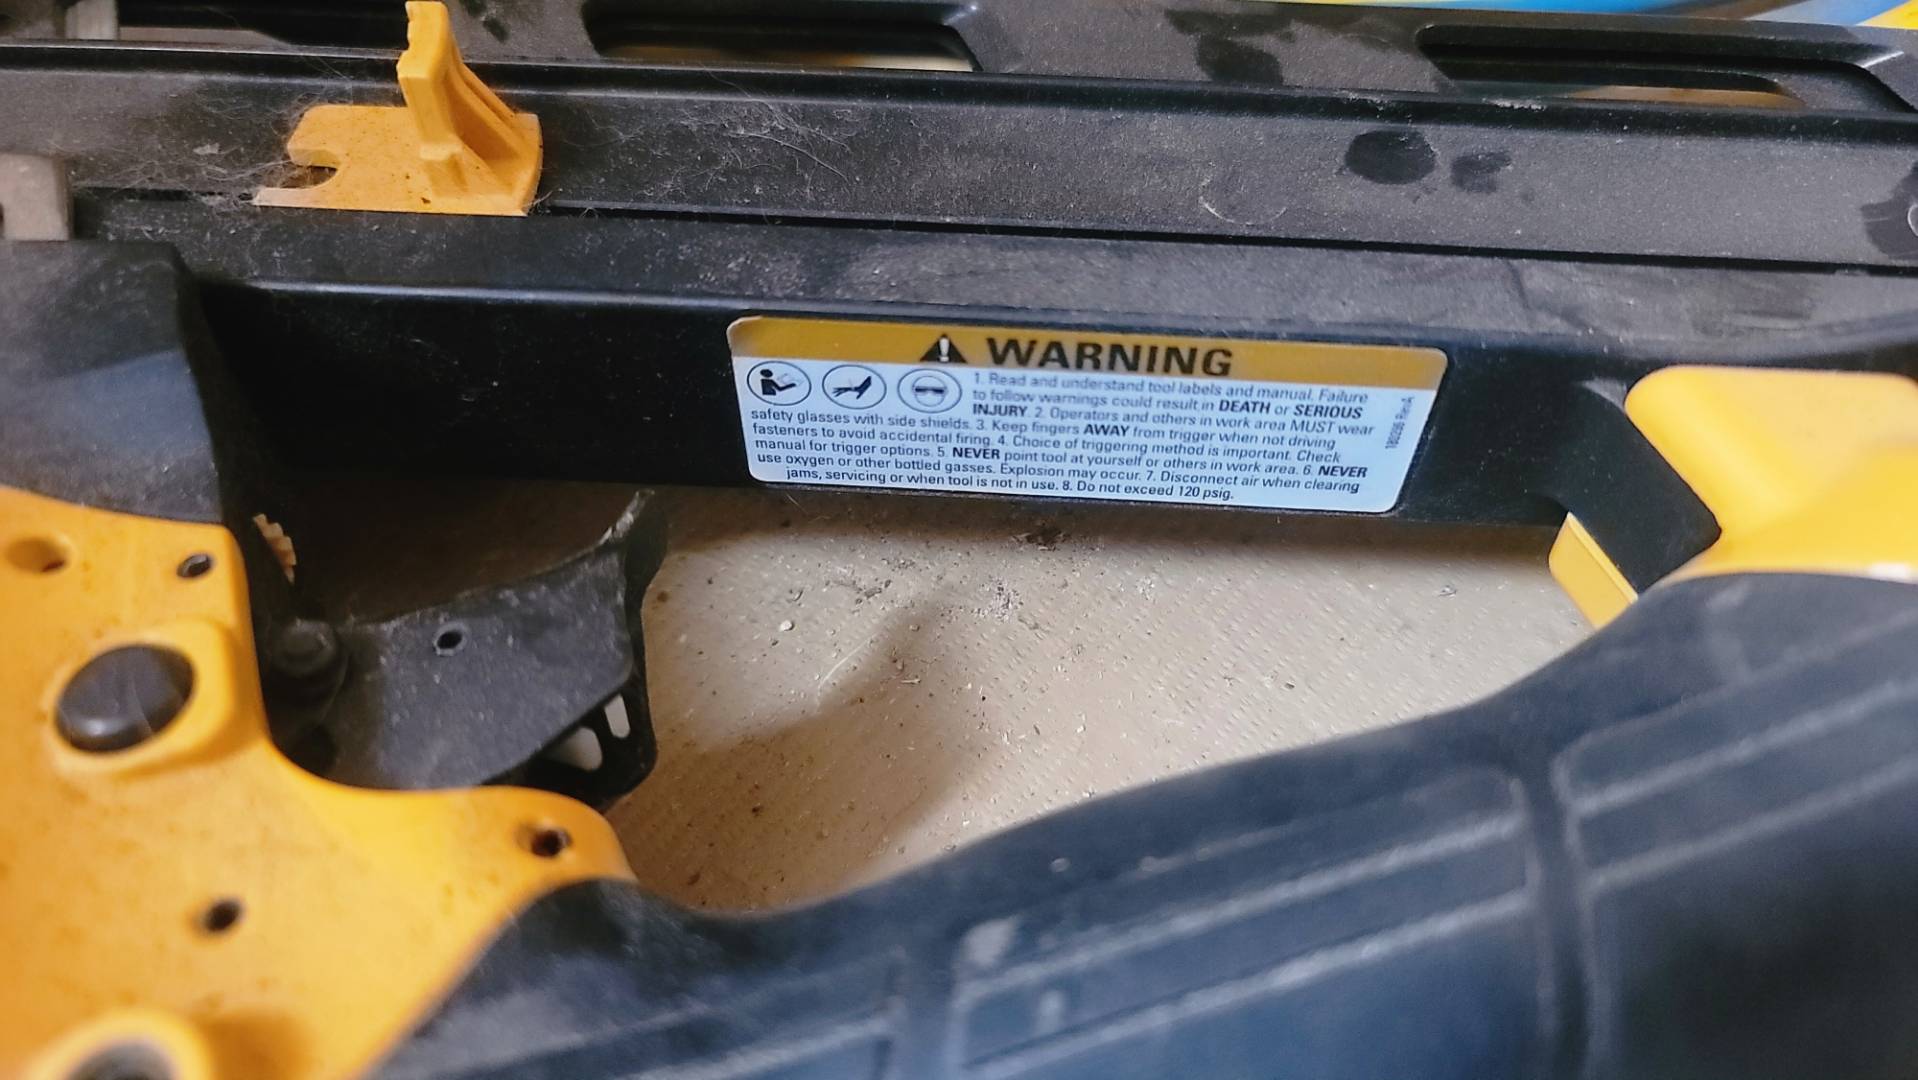 WARNING
1. Read and understand tool labels and manual. Failure
to follow warnings could result in DEATH or SERIOUS
INJURY. 2. Operators and others in work area MUST wear
safety glasses with side shields. 3. Keep fingers AWAY from trigger when not driving
fasteners to avoid accidental firing. 4. Choice of triggering method is important. Check
manual for trigger options. 5. NEVER point tool at yourself or others in work area. 6. NEVER
use oxygen or other bottled gasses. Explosion may occur. 7. Disconnect air when clearing
jams, servicing or when tool is not in use. 8. Do not exceed 120 psig.